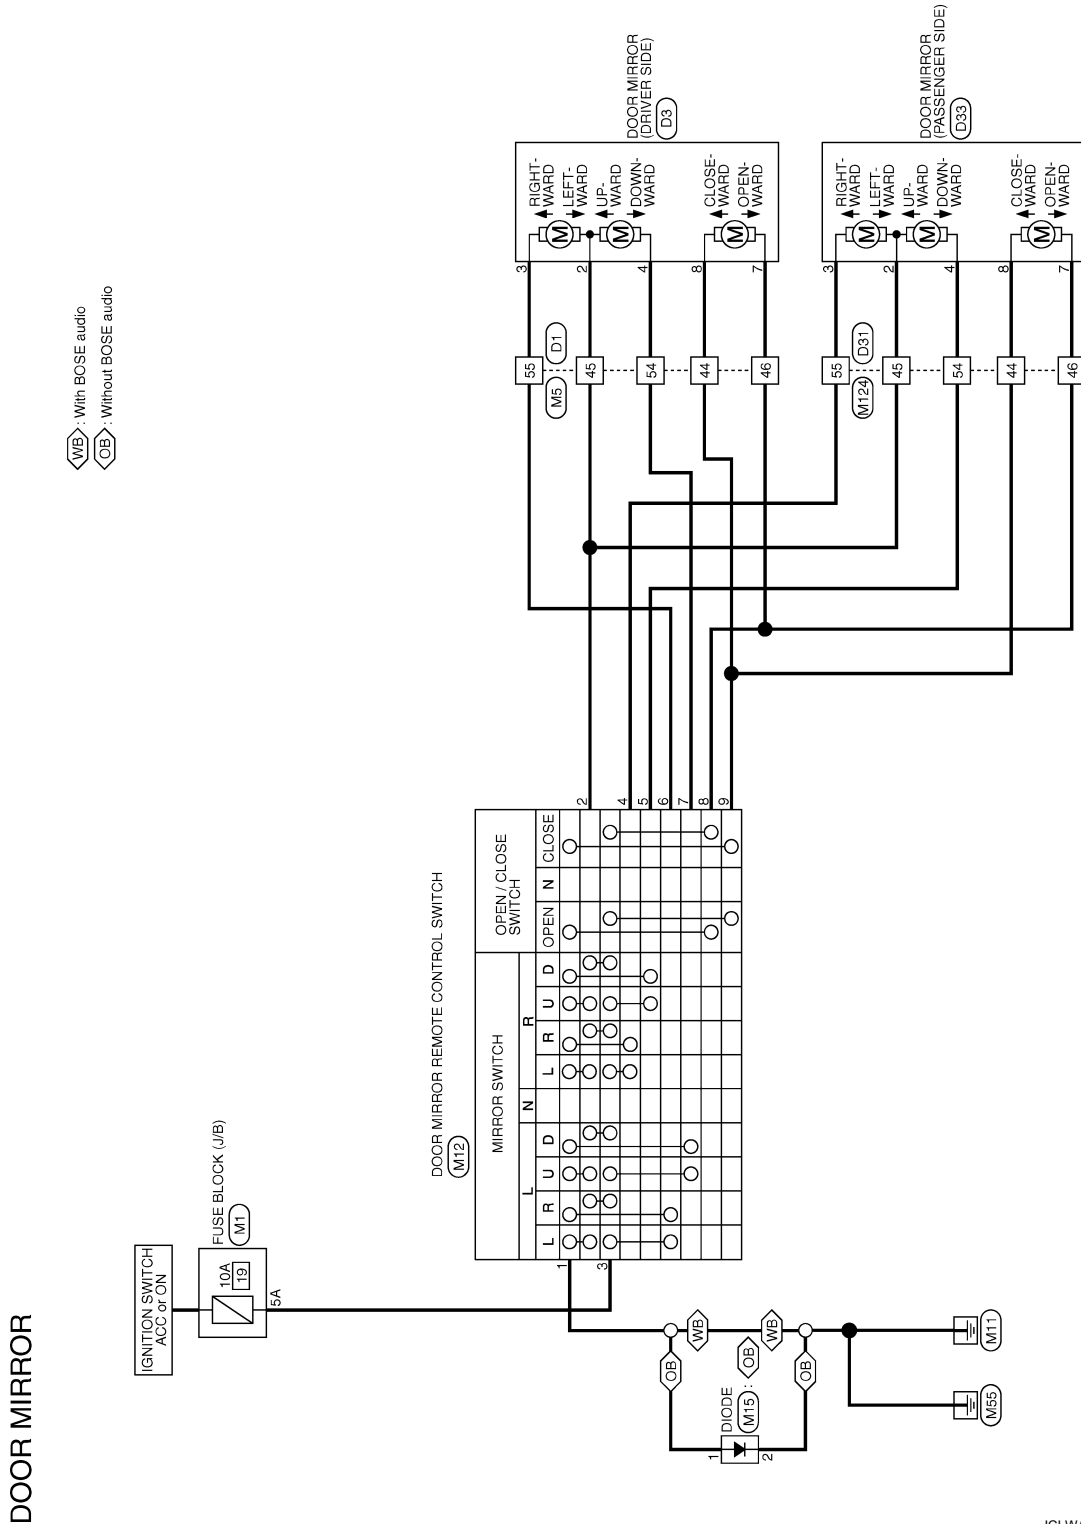 DOOR MIRROR
WB : With BOSE audio
OB : Without BOSE audio
IGNITION SWITCH
ACC or ON
FUSE BLOCK (J/B)
M1
10A
19
5A
DOOR MIRROR REMOTE CONTROL SWITCH
M12
MIRROR SWITCH
OPEN / CLOSE
SWITCH
L N R
L R U D L R U D OPEN N CLOSE
1
3
2
4
5
6
7
8
9
DIODE
M15 : OB
1
2
OB
WB
WB
OB
M55
M11
DOOR MIRROR
(DRIVER SIDE)
D3
RIGHT-
WARD
LEFT-
WARD
UP-
WARD
DOWN-
WARD
CLOSE-
WARD
OPEN-
WARD
M
M
M
3
2
4
8
7
M5
D1
55
45
54
44
46
DOOR MIRROR
(PASSENGER SIDE)
D33
RIGHT-
WARD
LEFT-
WARD
UP-
WARD
DOWN-
WARD
CLOSE-
WARD
OPEN-
WARD
M
M
M
3
2
4
8
7
M124
D31
55
45
54
44
46